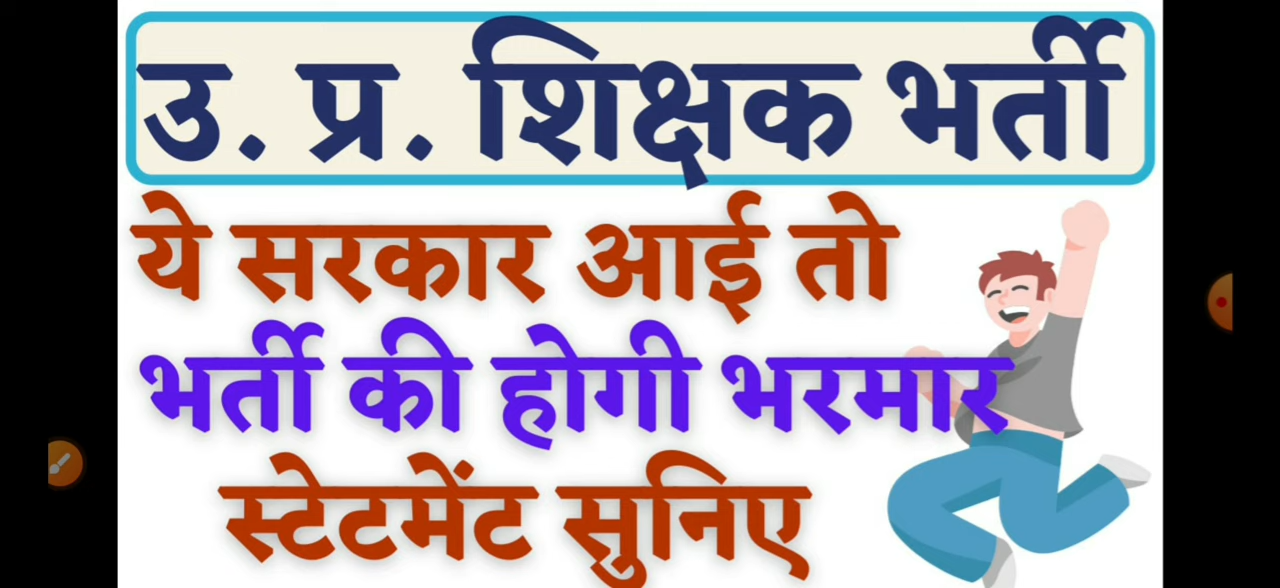 उ. प्र. शिक्षक भर्ती
ये सरकार आई तो
भर्ती की होगी भरमार
स्टेटमेंट सुनिए